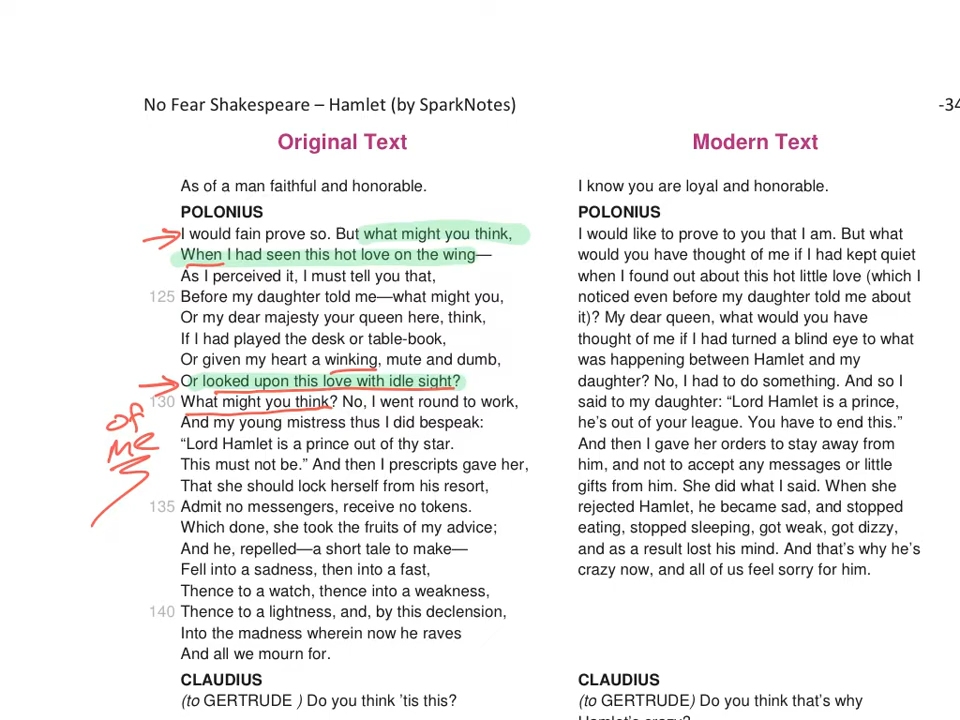 No Fear Shakespeare – Hamlet (by SparkNotes)
-34
Original Text
As of a man faithful and honorable.
POLONIUS
I would fain prove so. But what might you think,
When I had seen this hot love on the wing—
As I perceived it, I must tell you that,
125 Before my daughter told me—what might you,
Or my dear majesty your queen here, think,
If I had played the desk or table-book,
Or given my heart a winking, mute and dumb,
Or looked upon this love with idle sight?
130 What might you think? No, I went round to work,
And my young mistress thus I did bespeak:
“Lord Hamlet is a prince out of thy star.
This must not be.” And then I prescripts gave her,
That she should lock herself from his resort,
135 Admit no messengers, receive no tokens.
Which done, she took the fruits of my advice;
And he, repelled—a short tale to make—
Fell into a sadness, then into a fast,
Thence to a watch, thence into a weakness,
140 Thence to a lightness, and, by this declension,
Into the madness wherein now he raves
And all we mourn for.
CLAUDIUS
(to GERTRUDE ) Do you think ’tis this?
of
me
Modern Text
I know you are loyal and honorable.
POLONIUS
I would like to prove to you that I am. But what
would you have thought of me if I had kept quiet
when I found out about this hot little love (which I
noticed even before my daughter told me about
it)? My dear queen, what would you have
thought of me if I had turned a blind eye to what
was happening between Hamlet and my
daughter? No, I had to do something. And so I
said to my daughter: “Lord Hamlet is a prince,
he’s out of your league. You have to end this.”
And then I gave her orders to stay away from
him, and not to accept any messages or little
gifts from him. She did what I said. When she
rejected Hamlet, he became sad, and stopped
eating, stopped sleeping, got weak, got dizzy,
and as a result lost his mind. And that’s why he’s
crazy now, and all of us feel sorry for him.
CLAUDIUS
(to GERTRUDE) Do you think that’s why
Hamlet’s crazy?